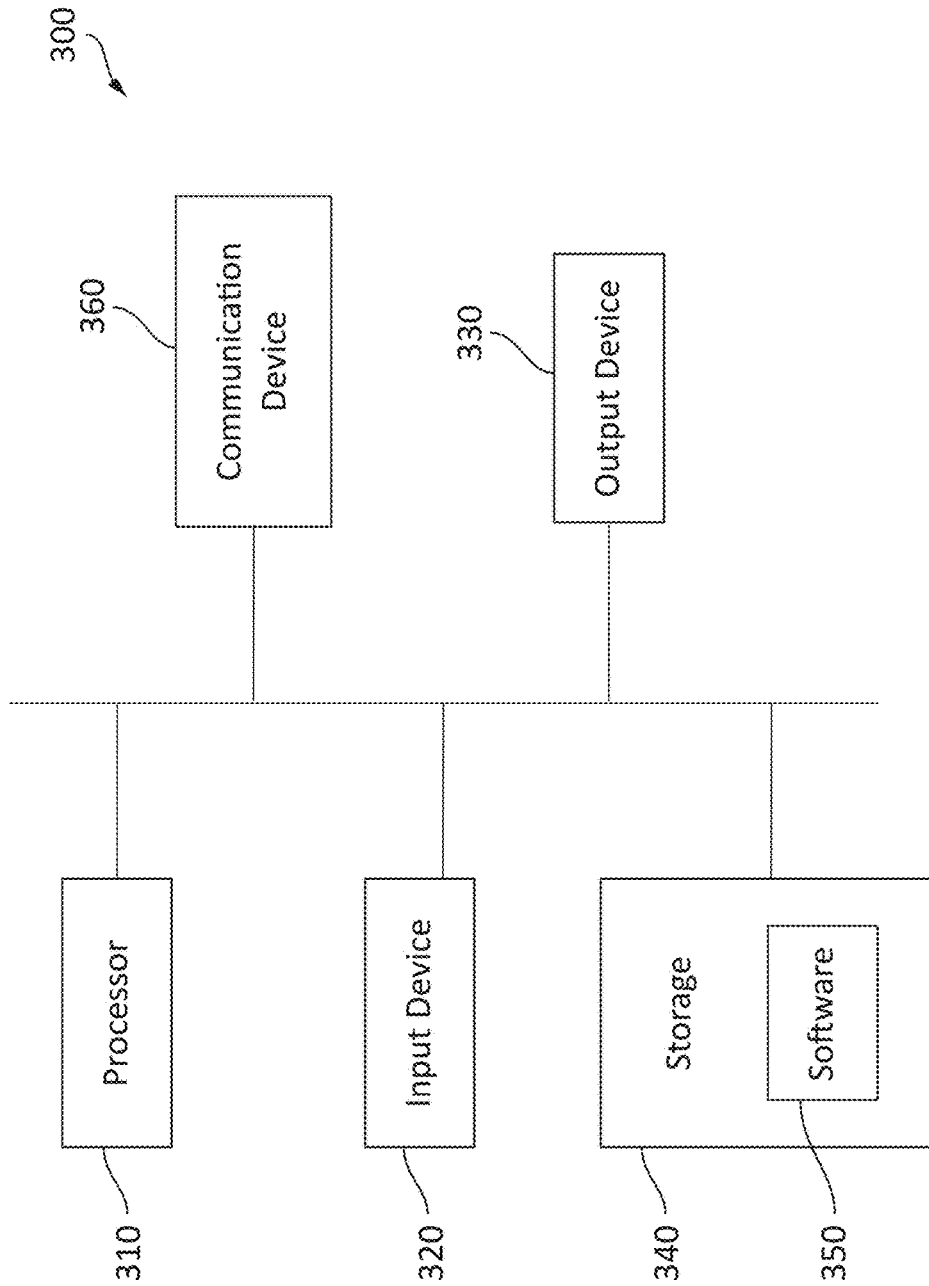 300
310
Processor
360
Communication
Device
320
Input Device
330
Output Device
340
Storage
350
Software